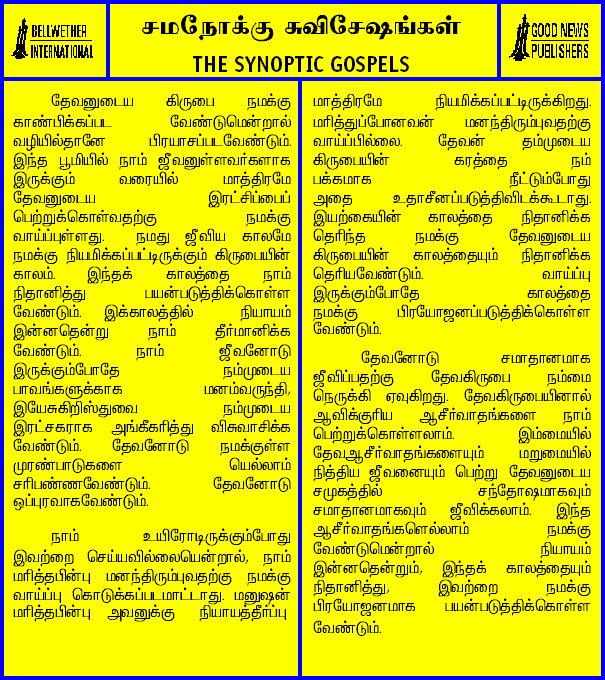 BELLWETHER
INTERNATIONAL
சமநோக்கு சுவிசேஷங்கள்
THE SYNOPTIC GOSPELS
GOOD NEWS
PUBLISHERS
தேவனுடைய கிருபை நமக்கு
காண்பிக்கப்பட வேண்டுமென்றால்
வழியில்தானே பிரயாசப்படவேண்டும்.
இந்த பூமியில் நாம் ஜீவனுள்ளவர்களாக
இருக்கும் வரையில் மாத்திரமே
தேவனுடைய இரட்சிப்பைப்
பெற்றுக்கொள்வதற்கு நமக்கு
வாய்ப்புள்ளது. நமது ஜீவிய காலமே
நமக்கு நியமிக்கப்பட்டிருக்கும் கிருபையின்
காலம். இந்தக் காலத்தை நாம்
நிதானித்து பயன்படுத்திக்கொள்ள
வேண்டும். இக்காலத்தில் நியாயம்
இன்னதென்று நாம் தீர்மானிக்க
வேண்டும். நாம் ஜீவனோடு
இருக்கும்போதே நம்முடைய
பாவங்களுக்காக மனம்வருந்தி,
இயேசுகிறிஸ்துவை நம்முடைய
இரட்சகராக அங்கீகரித்து விசுவாசிக்க
வேண்டும். தேவனோடு நமக்குள்ள
முரண்பாடுகளை யெல்லாம்
சரிபண்ணவேண்டும். தேவனோடு
ஒப்புரவாகவேண்டும்.
நாம் உயிரோடிருக்கும்போது
இவற்றை செய்யவில்லையென்றால், நாம்
மரித்தபின்பு மனந்திரும்புவதற்கு நமக்கு
வாய்ப்பு கொடுக்கப்படமாட்டாது. மனுஷன்
மரித்தபின்பு அவனுக்கு நியாயத்தீர்ப்பு
மாத்திரமே நியமிக்கப்பட்டிருக்கிறது.
மரித்துப்போனவன் மனந்திரும்புவதற்கு
வாய்ப்பில்லை. தேவன் தம்முடைய
கிருபையின் கரத்தை நம்
பக்கமாக நீட்டும்போது
அதை உதாசீனப்படுத்திவிடக்கூடாது.
இயற்கையின் காலத்தை நிதானிக்க
தெரிந்த நமக்கு தேவனுடைய
கிருபையின் காலத்தையும் நிதானிக்க
தெரியவேண்டும். வாய்ப்பு
இருக்கும்போதே காலத்தை
நமக்கு பிரயோஜனப்படுத்திக்கொள்ள
வேண்டும்.
தேவனோடு சமாதானமாக
ஜீவிப்பதற்கு தேவகிருபை நம்மை
நெருக்கி ஏவுகிறது. தேவகிருபையினால்
ஆவிக்குரிய ஆசீர்வாதங்களை நாம்
பெற்றுக்கொள்ளலாம். இம்மையில்
தேவஆசீர்வாதங்களையும் மறுமையில்
நித்திய ஜீவனையும் பெற்று தேவனுடைய
சமுகத்தில் சந்தோஷமாகவும்
சமாதானமாகவும் ஜீவிக்கலாம். இந்த
ஆசீர்வாதங்களெல்லாம் நமக்கு
வேண்டுமென்றால் நியாயம்
இன்னதென்றும், இந்தக் காலத்தையும்
நிதானித்து, இவற்றை நமக்கு
பிரயோஜனமாக பயன்படுத்திக்கொள்ள
வேண்டும்.